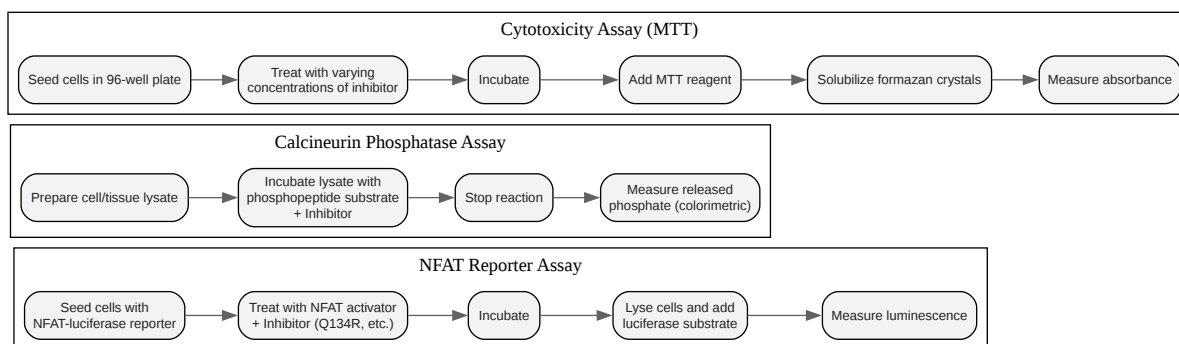 Cytotoxicity Assay (MTT)
Seed cells in 96-well plate
Treat with varying
concentrations of inhibitor
Incubate
Add MTT reagent
Solubilize formazan crystals
Measure absorbance
Calcineurin Phosphatase Assay
Prepare cell/tissue lysate
Incubate lysate with
phosphopeptide substrate
+ Inhibitor
Stop reaction
Measure released
phosphate (colorimetric)
NFAT Reporter Assay
Seed cells with
NFAT-luciferase reporter
Treat with NFAT activator
+ Inhibitor (Q134R, etc.)
Incubate
Lyse cells and add
luciferase substrate
Measure luminescence